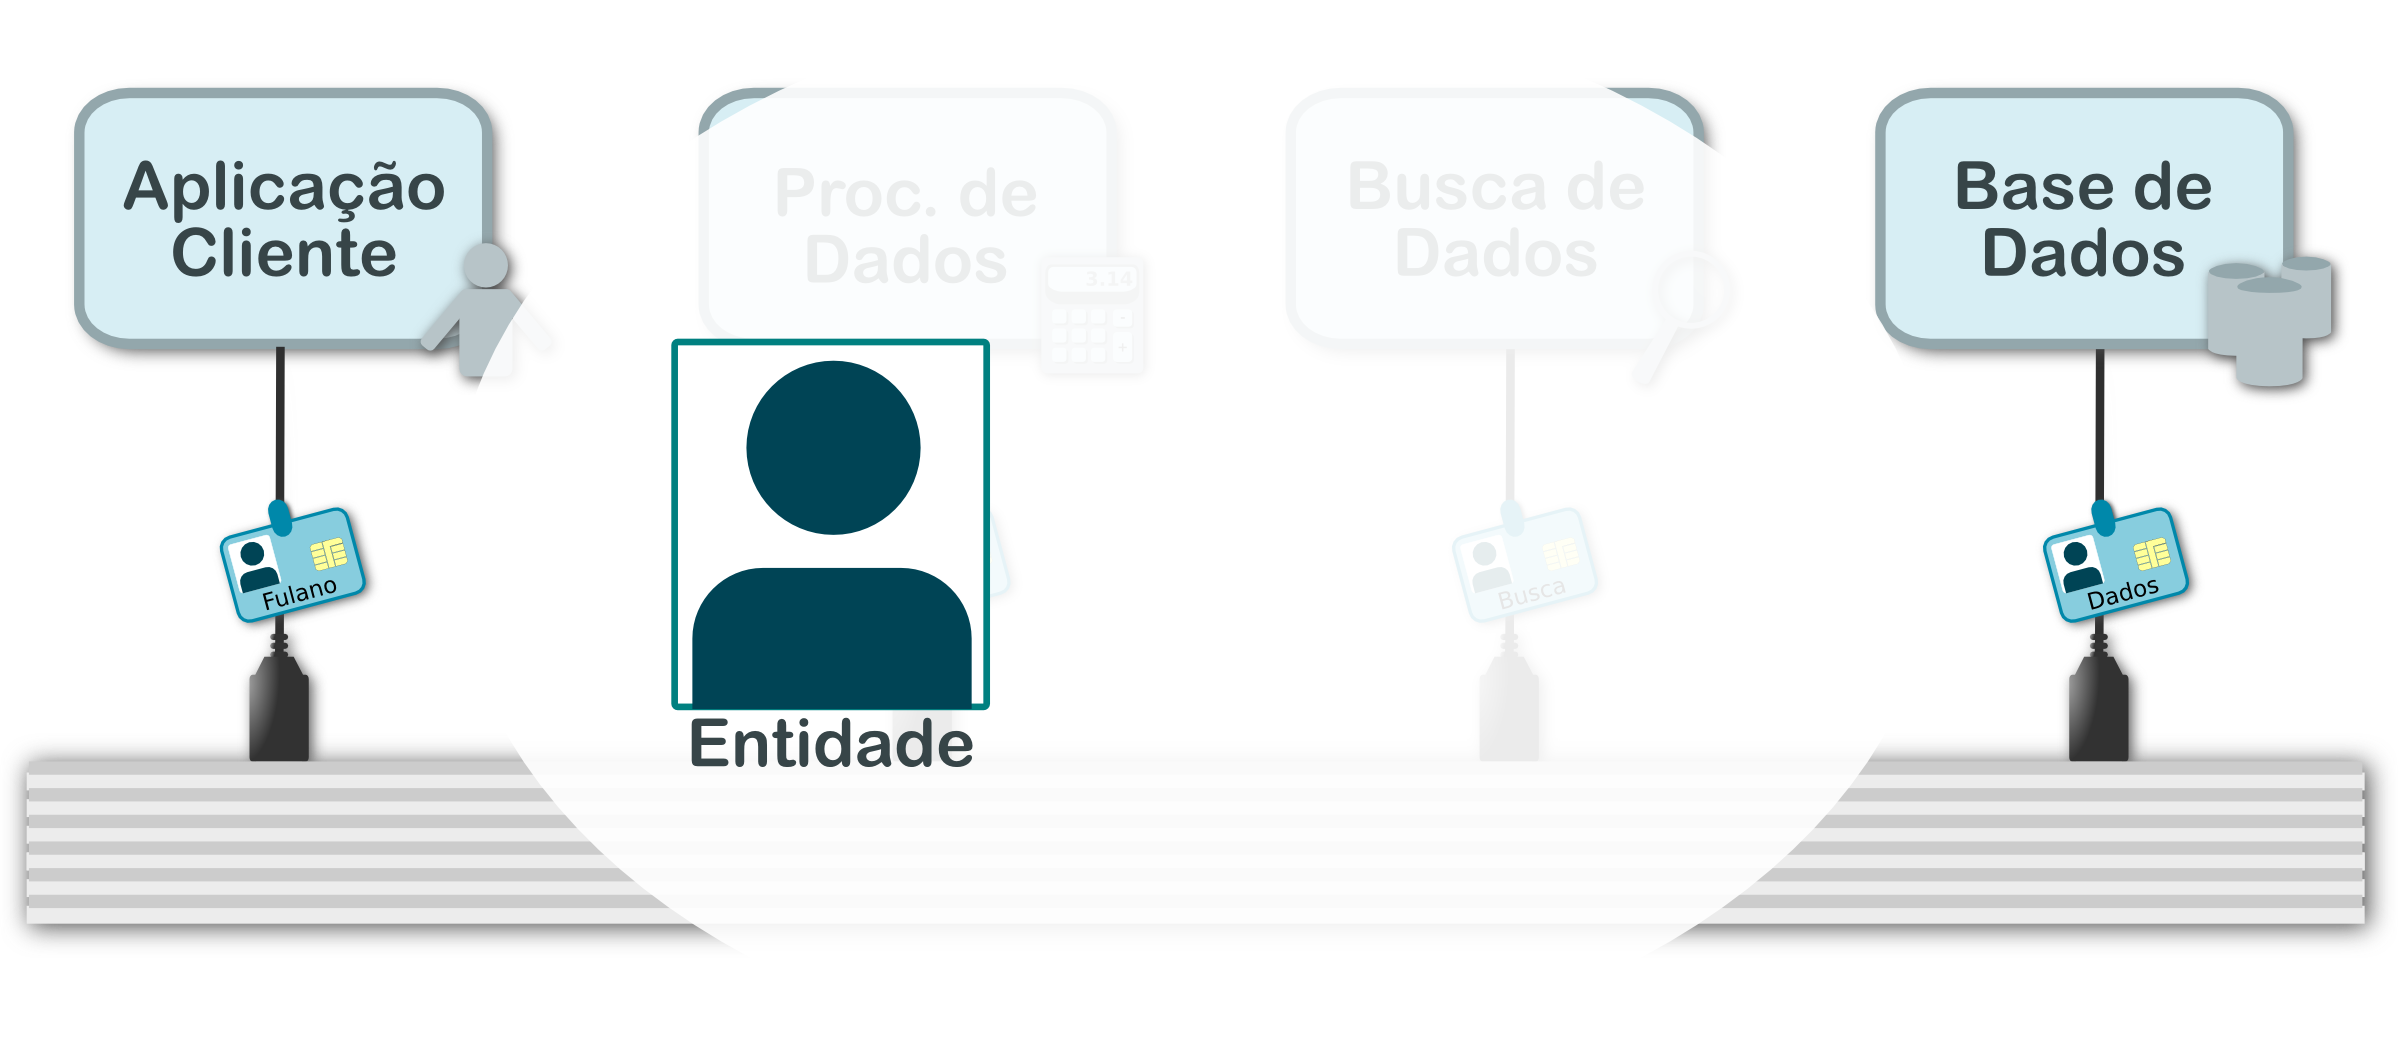 Aplicação
Cliente
Proc. de
Dados
3.14
-
+
Busca de
Dados
Base de
Dados
Fulano
Entidade
Busca
Dados